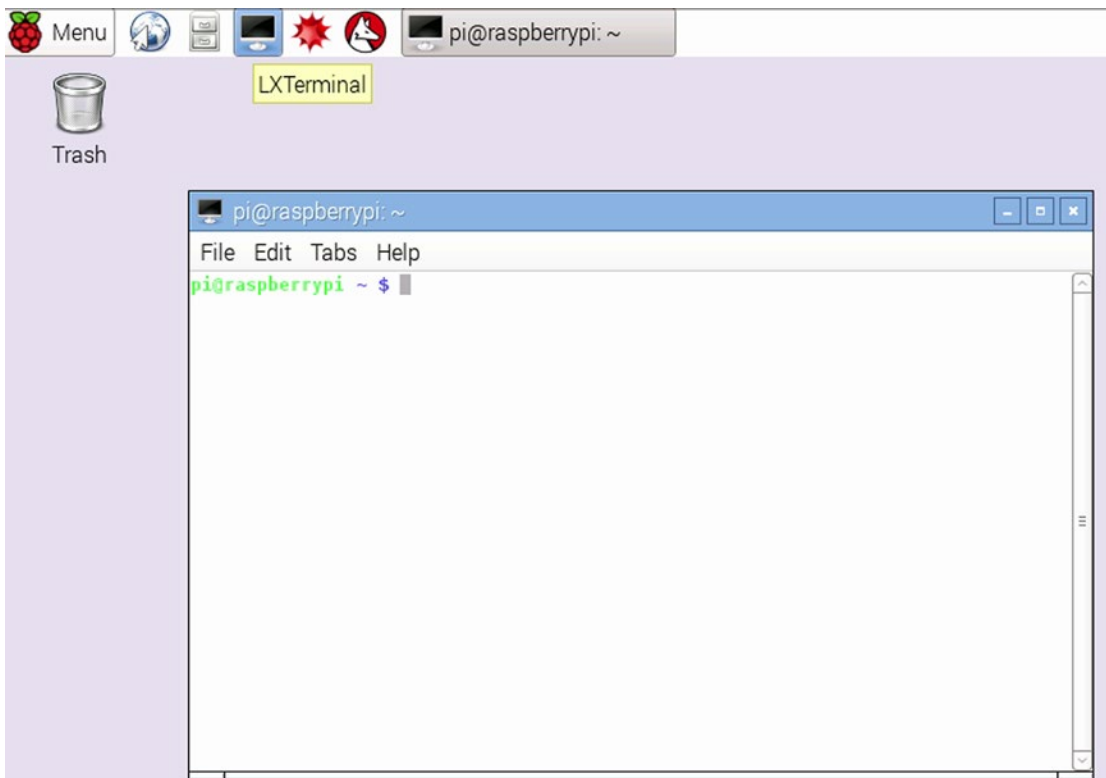 Menu
pi@raspberrypi: ~
LXTerminal
Trash
pi@raspberrypi: ~
File Edit Tabs Help
pi@raspberrypi ~ $